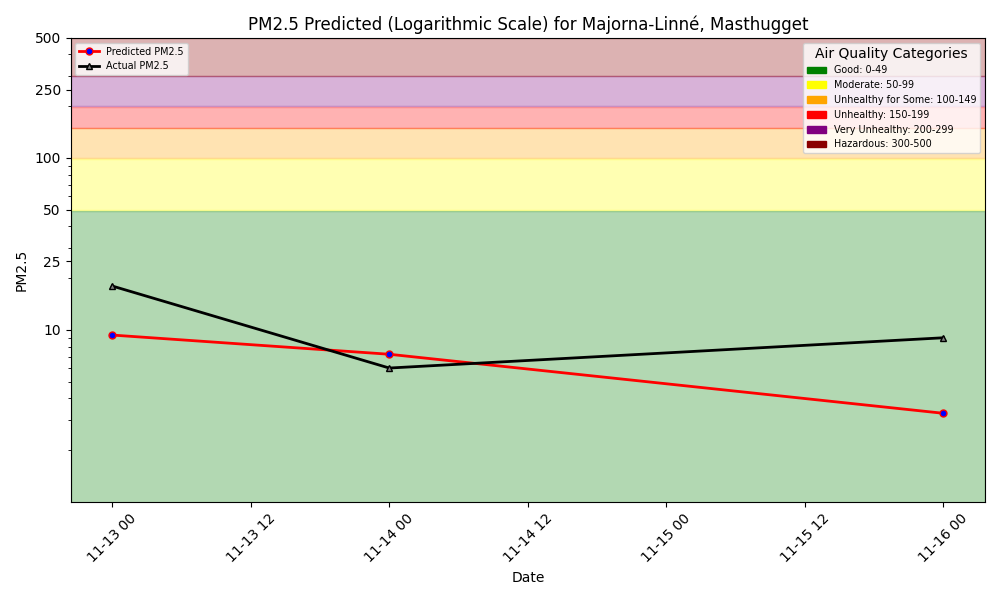 PM2.5 Predicted (Logarithmic Scale) for Majorna-Linné, Masthugget
Predicted PM2.5
Actual PM2.5
Air Quality Categories
Good: 0-49
Moderate: 50-99
Unhealthy for Some: 100-149
Unhealthy: 150-199
Very Unhealthy: 200-299
Hazardous: 300-500
500
250
100
50
25
10
PM2.5
11-13 00
11-13 12
11-14 00
11-14 12
11-15 00
11-15 12
11-16 00
Date